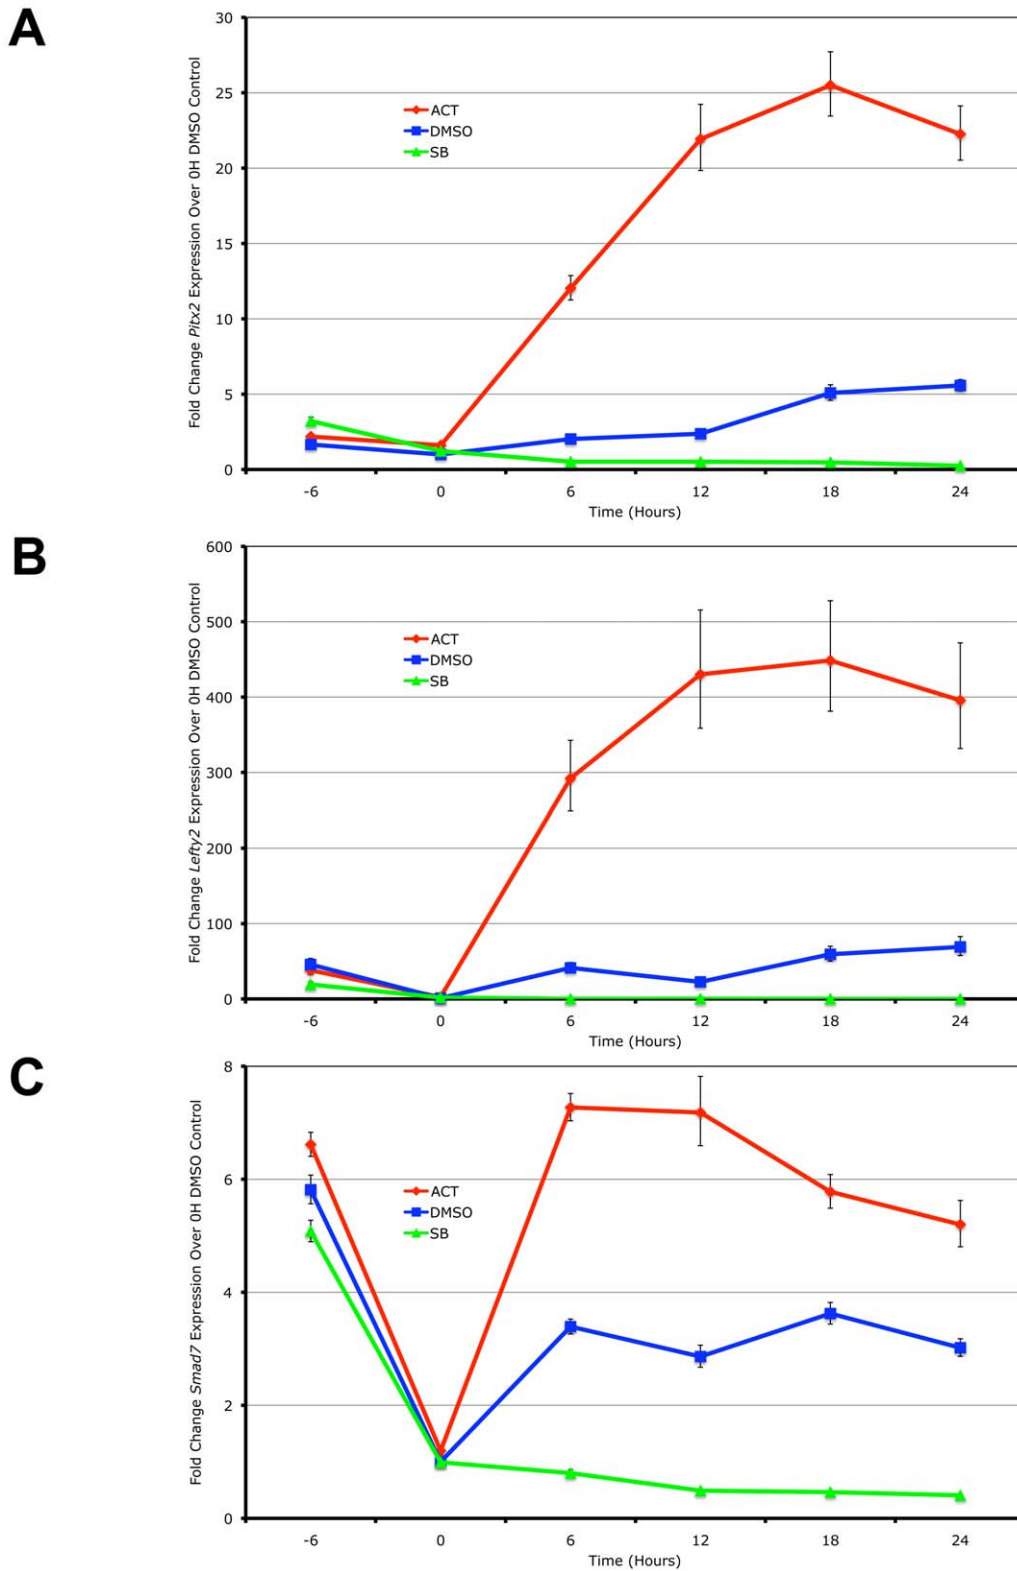 A
Fold Change Pitx2 Expression Over 0H DMSO Control
30
25
20
15
10
5
0
ACT
DMSO
SB
-6 0 6 12 18 24
Time (Hours)
B
Fold Change Lefty2 Expression Over 0H DMSO Control
600
500
400
300
200
100
0
ACT
DMSO
SB
-6 0 6 12 18 24
Time (Hours)
C
Fold Change Smad7 Expression Over 0H DMSO Control
8
6
4
2
0
ACT
DMSO
SB
-6 0 6 12 18 24
Time (Hours)